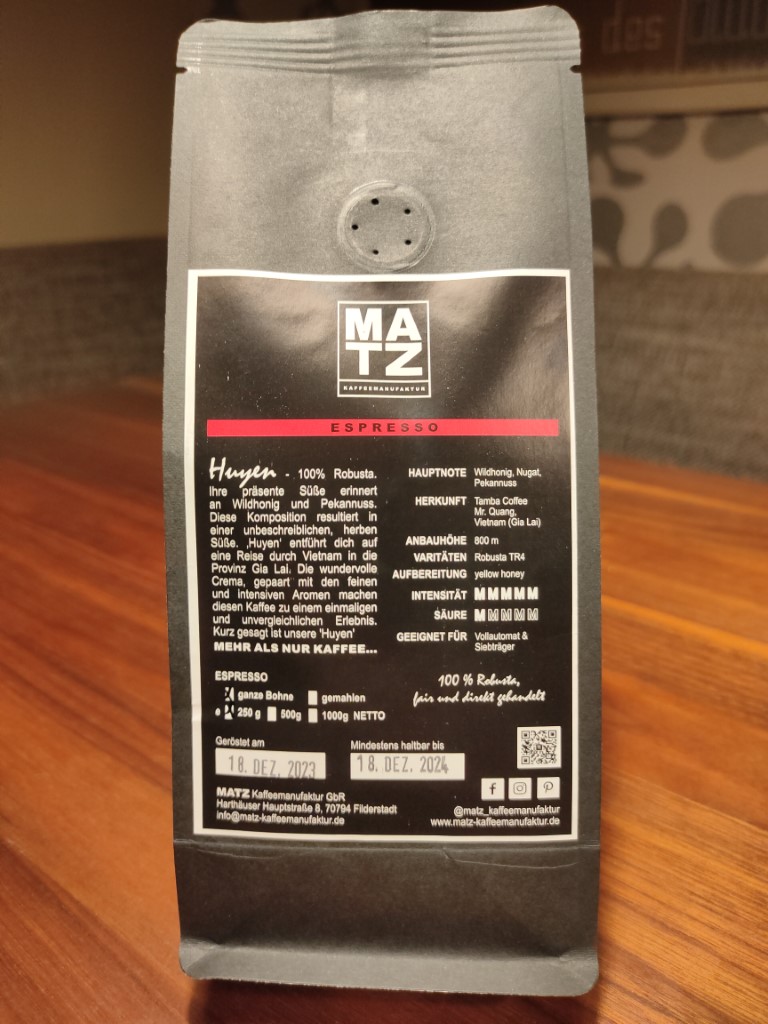 des
MA
TZ
KAFFEEMANUFAKTUR
ESPRESSO
Huyen - 100% Robusta.
Ihre präsente Süße erinnert
an Wildhonig und Pekannuss.
Diese Komposition resultiert in
einer unbeschreiblichen, herben
Süße. ‚Huyen' entführt dich auf
eine Reise durch Vietnam in die
Provinz Gia Lai. Die wundervolle
Crema, gepaart mit den feinen
und intensiven Aromen machen
diesen Kaffee zu einem einmaligen
und unvergleichlichen Erlebnis.
Kurz gesagt ist unsere 'Huyen'
MEHR ALS NUR KAFFEE...
HAUPTNOTE Wildhonig, Nugat,
Pekannuss
HERKUNFT Tamba Coffee
Mr. Quang,
Vietnam (Gia Lai)
ANBAUHÖHE 800 m
VARITÄTEN Robusta TR4
AUFBEREITUNG yellow honey
INTENSITÄT MMMMM
SÄURE MMMMM
GEEIGNET FÜR Vollautomat &
Siebträger
100 % Robusta,
fair und direkt gehandelt
ESPRESSO
ganze Bohne gemahlen
e 250 g 500g 1000g NETTO
Geröstet am
18. DEZ. 2023
Mindestens haltbar bis
18. DEZ. 2024
MATZ Kaffeemanufaktur GbR
Harthäuser Hauptstraße 8, 70794 Filderstadt
info@matz-kaffeemanufaktur.de
@matz_kaffeemanufaktur
www.matz-kaffeemanufaktur.de